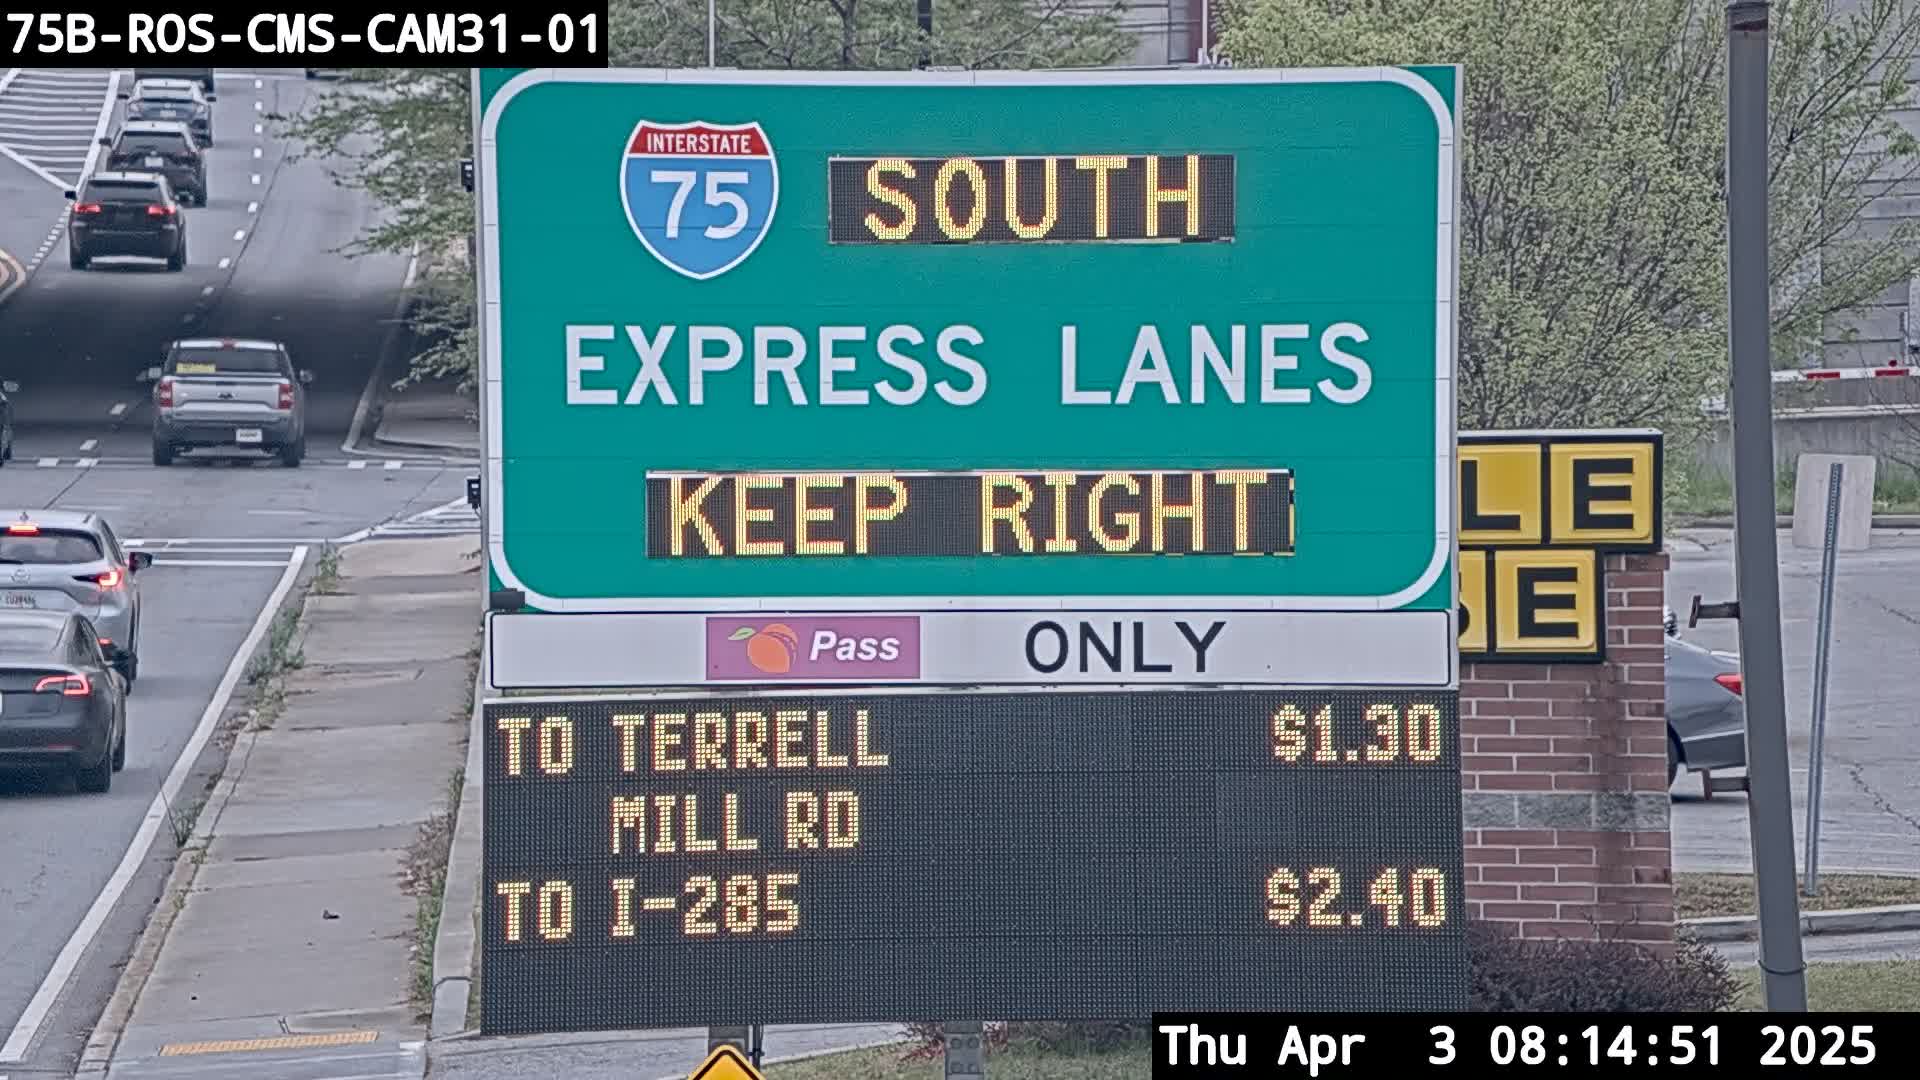 75B-ROS-CMS-CAM31-01
INTERSTATE
75
SOUTH
EXPRESS LANES
KEEP RIGHT
LE
E
Pass ONLY
TO TERRELL $1.30
MILL RD
TO I-285 $2.40
Thu Apr 3 08:14:51 2025